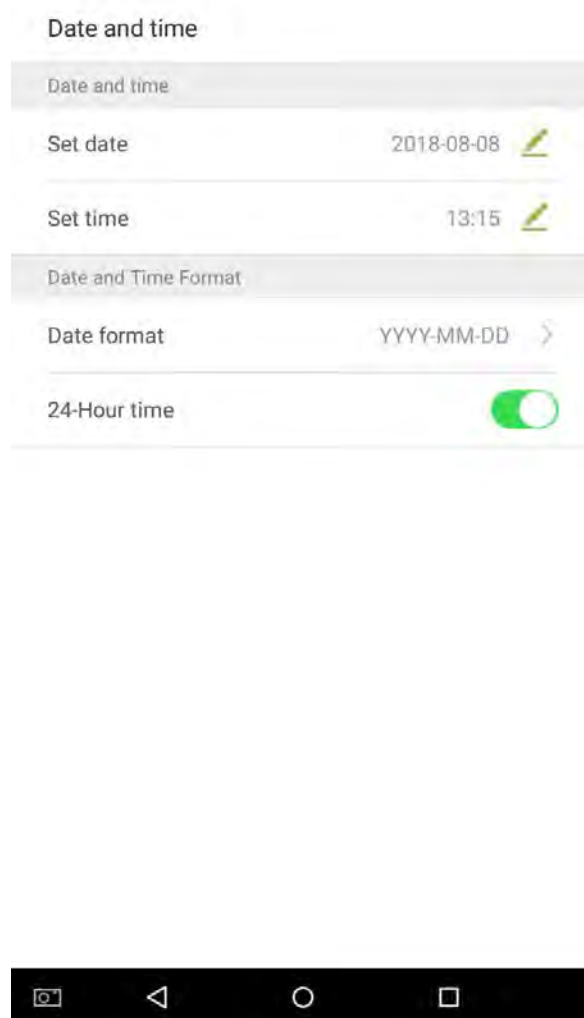 Date and time
Date and time
Set date 2018-08-08
Set time 13:15
Date and Time Format
Date format YYYY-MM-DD
24-Hour time